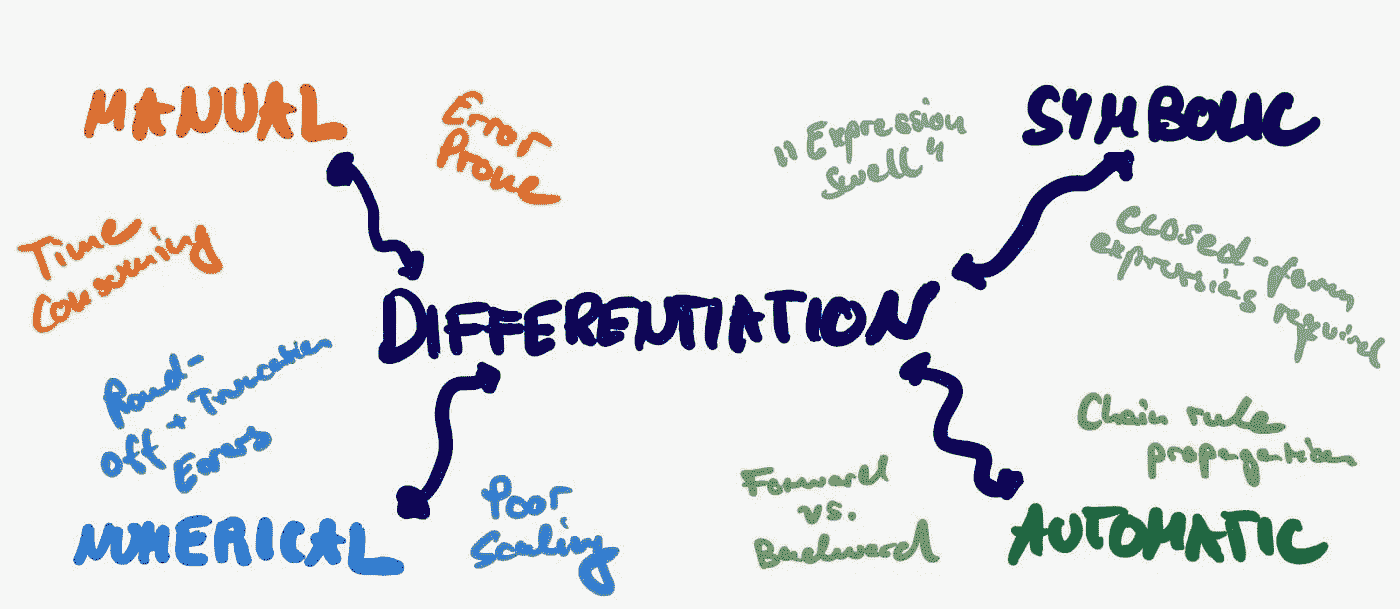 MANUAL
Error
Prone
Time
Consuming
"Expression
Swell"
SYMBOLIC
Closed-form
expressions required
DIFFERENTIATION
Round-
off + Truncation
Errors
NUMERICAL
Poor
Scaling
Forward
vs.
Backward
Chain rule
propagation
AUTOMATIC